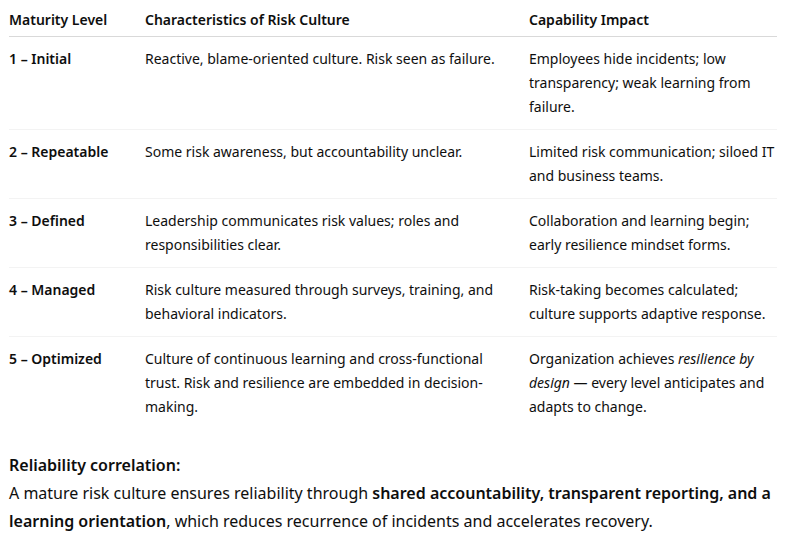 Maturity Level Characteristics of Risk Culture Capability Impact
1 – Initial Reactive, blame-oriented culture. Risk seen as failure. Employees hide incidents; low
transparency; weak learning from
failure.
2 – Repeatable Some risk awareness, but accountability unclear. Limited risk communication; siloed IT
and business teams.
3 – Defined Leadership communicates risk values; roles and Collaboration and learning begin;
responsibilities clear. early resilience mindset forms.
4 – Managed Risk culture measured through surveys, training, and Risk-taking becomes calculated;
behavioral indicators. culture supports adaptive response.
5 – Optimized Culture of continuous learning and cross-functional Organization achieves resilience by
trust. Risk and resilience are embedded in decision- design — every level anticipates and
making. adapts to change.
Reliability correlation:
A mature risk culture ensures reliability through shared accountability, transparent reporting, and a
learning orientation, which reduces recurrence of incidents and accelerates recovery.